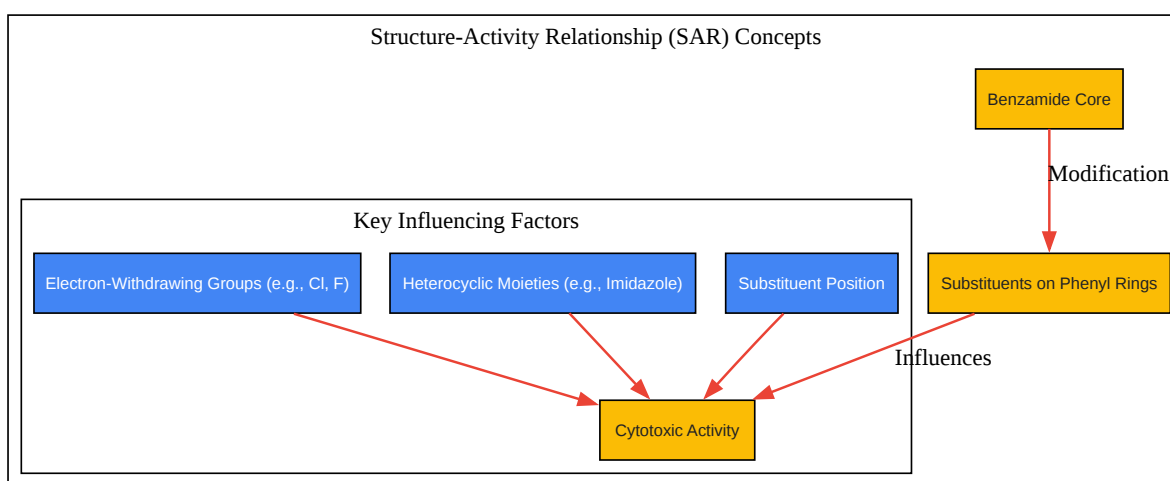 Structure-Activity Relationship (SAR) Concepts
Benzamide Core
Modification
Key Influencing Factors
Electron-Withdrawing Groups (e.g., Cl, F)
Heterocyclic Moieties (e.g., Imidazole)
Substituent Position
Substituents on Phenyl Rings
Influences
Cytotoxic Activity